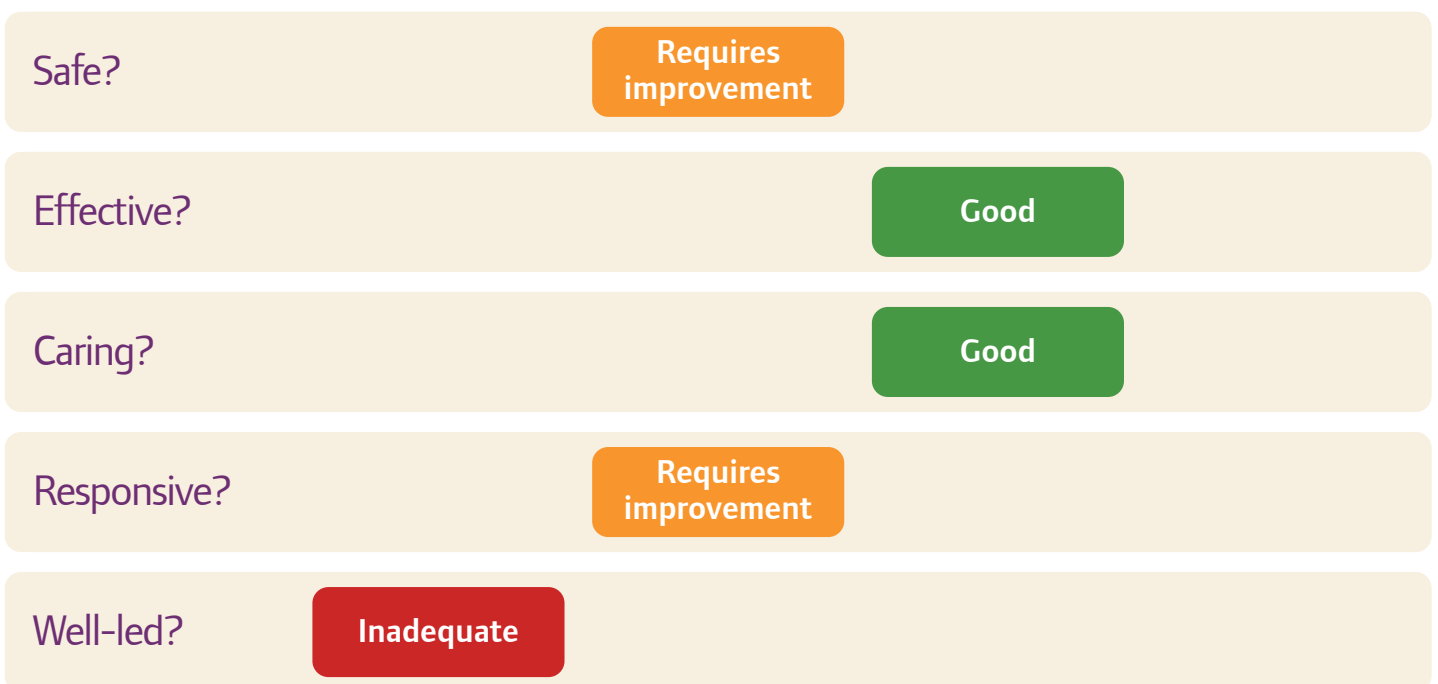 Safe?
Requires
improvement
Effective?
Good
Caring?
Good
Responsive?
Requires
improvement
Well-led?
Inadequate